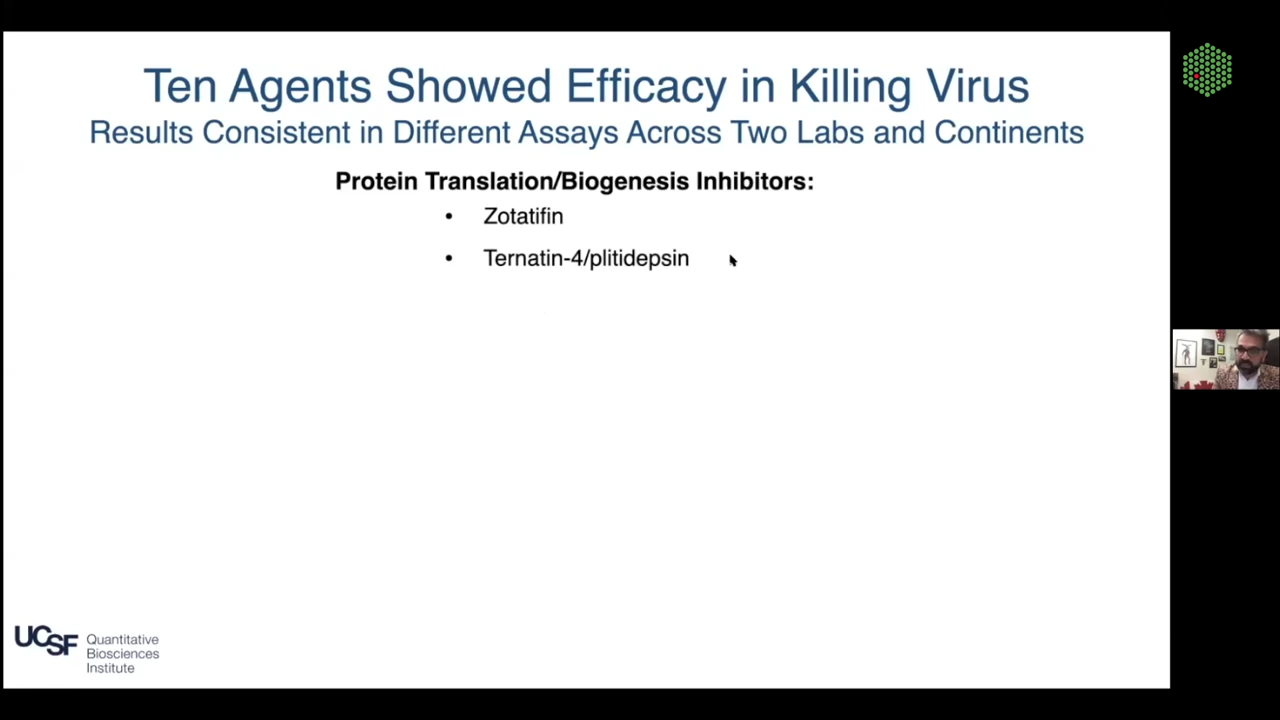 Ten Agents Showed Efficacy in Killing Virus
Results Consistent in Different Assays Across Two Labs and Continents
Protein Translation/Biogenesis Inhibitors:
• Zotatifin
• Ternatin-4/plitidepsin
UCSF
Quantitative
Biosciences
Institute